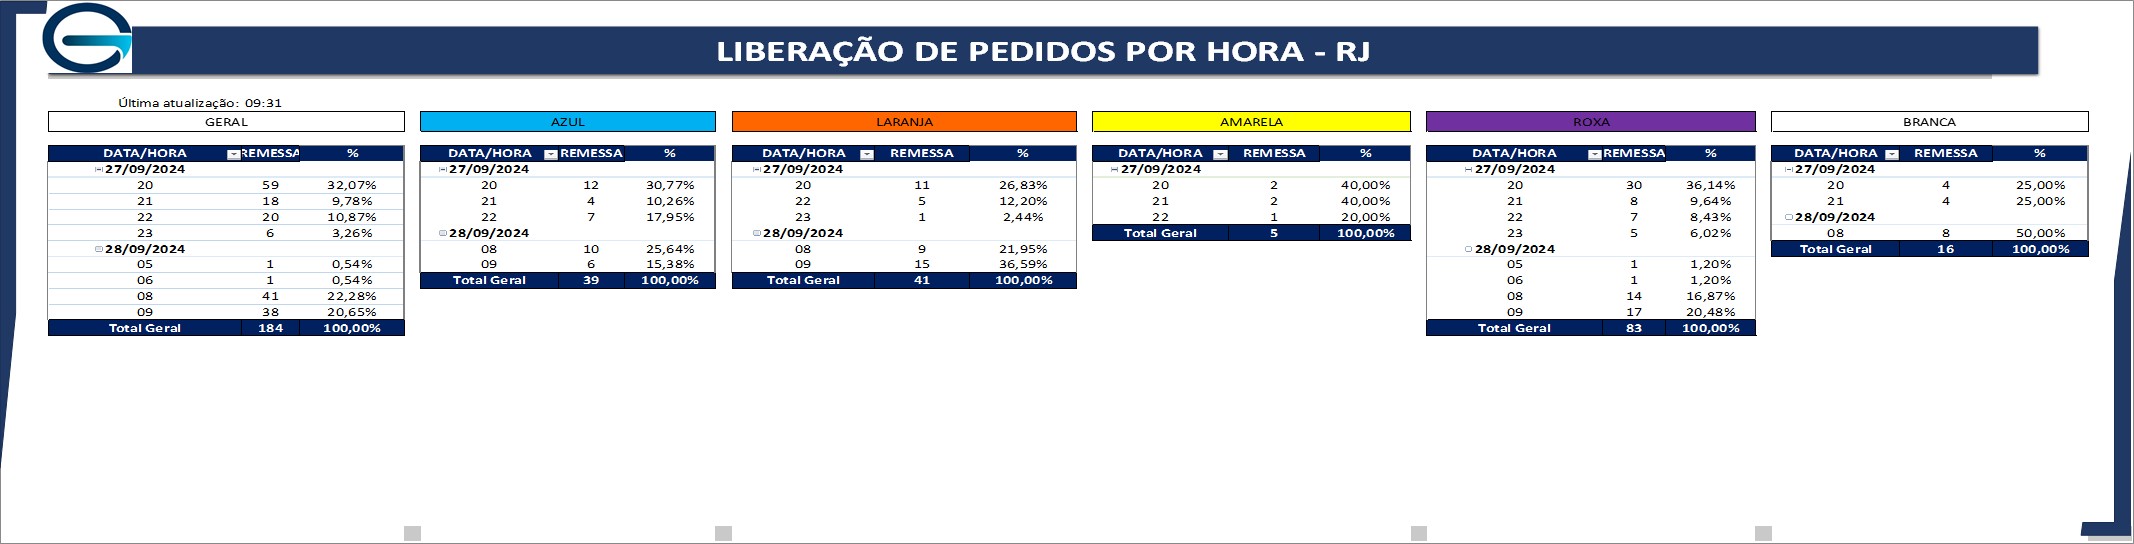 LIBERAÇÃO DE PEDIDOS POR HORA - RJ
Última atualização: 09:31
GERAL
DATA/HORA REMESSA %
27/09/2024
20 59 32,07%
21 18 9,78%
22 20 10,87%
23 6 3,26%
28/09/2024
05 1 0,54%
06 1 0,54%
08 41 22,28%
09 38 20,65%
Total Geral 184 100,00%
AZUL
DATA/HORA REMESSA %
27/09/2024
20 12 30,77%
21 4 10,26%
22 7 17,95%
28/09/2024
08 10 25,64%
09 6 15,38%
Total Geral 39 100,00%
LARANJA
DATA/HORA REMESSA %
27/09/2024
20 11 26,83%
22 5 12,20%
23 1 2,44%
28/09/2024
08 9 21,95%
09 15 36,59%
Total Geral 41 100,00%
AMARELA
DATA/HORA REMESSA %
27/09/2024
20 2 40,00%
21 2 40,00%
22 1 20,00%
Total Geral 5 100,00%
ROXA
DATA/HORA REMESSA %
27/09/2024
20 30 36,14%
21 8 9,64%
22 7 8,43%
23 5 6,02%
28/09/2024
05 1 1,20%
06 1 1,20%
08 14 16,87%
09 17 20,48%
Total Geral 83 100,00%
BRANCA
DATA/HORA REMESSA %
27/09/2024
20 4 25,00%
21 4 25,00%
28/09/2024
08 8 50,00%
Total Geral 16 100,00%